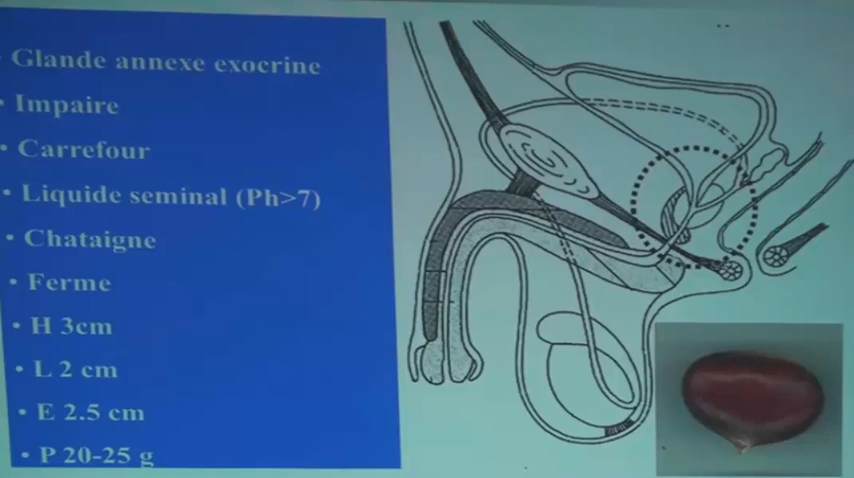 Glande annexe exocrine
• Impaire
• Carrefour
• Liquide seminal (Ph>7)
• Chataigne
• Ferme
• H 3cm
• L 2 cm
• E 2.5 cm
• P 20-25 g